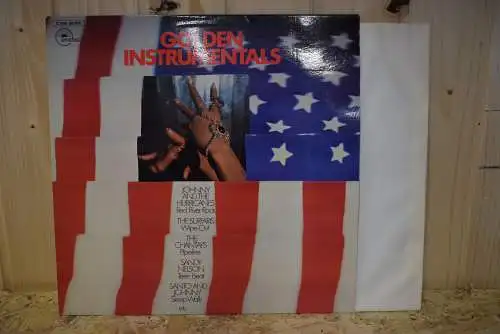 GOLDEN
INSTRUMENTALS
JOHNNY
AND THE
HURRICANES
Red River Rock
THE SURFARIS
Wipe Out
THE
CHANTAYS
Pipeline
SANDY
NELSON
Teen Beat
SANTO AND
JOHNNY
Sleep Walk